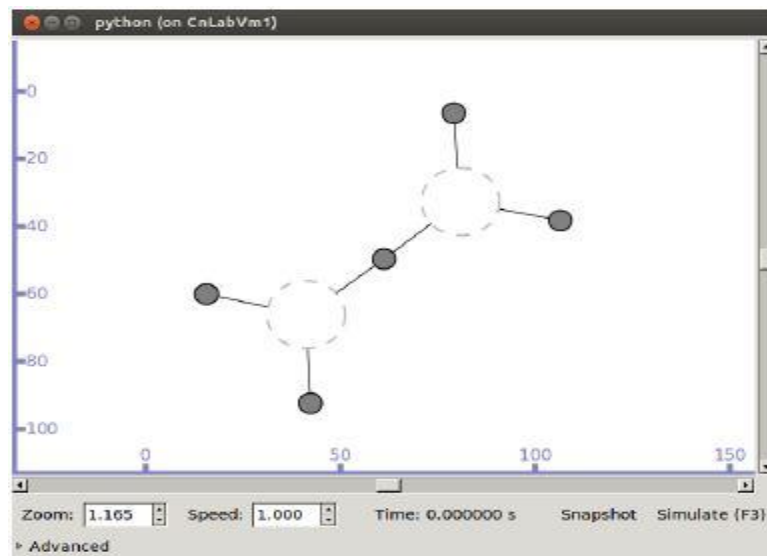 python (on CnLabVm1)
0
20
40
60
80
100
0 50 100 150
Zoom: 1.165 Speed: 1.000 Time: 0.000000 s Snapshot Simulate (F3)
Advanced